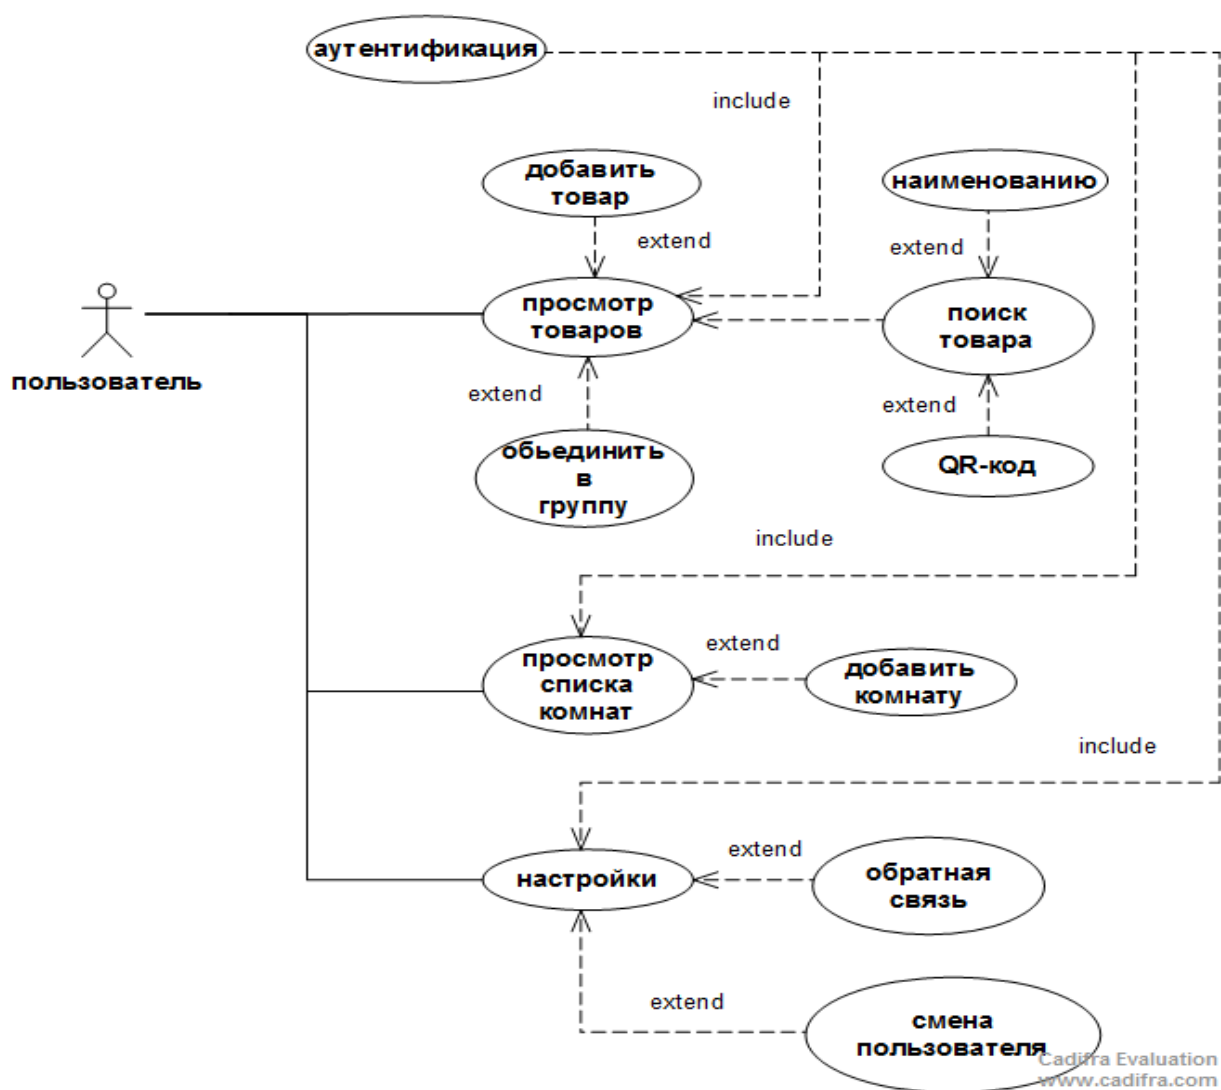 аутентификация
include
добавить
товар
наименованию
extend
extend
просмотр
товаров
поиск
товара
пользователь
extend
extend
обьединить
в
группу
QR-код
include
просмотр
списка
комнат
extend
добавить
комнату
include
настройки
extend
обратная
связь
extend
смена
пользователя
Cadifra Evaluation
www.cadifra.com